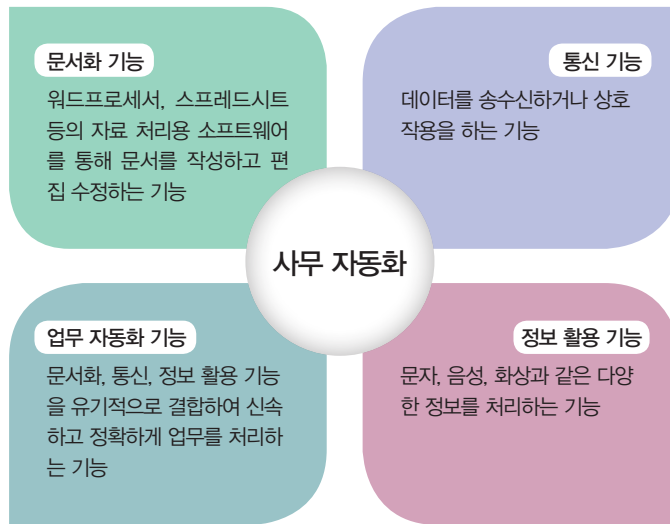 문서화 기능
워드프로세서, 스프레드시트
등의 자료 처리용 소프트웨어
를 통해 문서를 작성하고 편
집 수정하는 기능
통신 기능
데이터를 송수신하거나 상호
작용을 하는 기능
사무 자동화
업무 자동화 기능
문서화, 통신, 정보 활용 기능
을 유기적으로 결합하여 신속
하고 정확하게 업무를 처리하
는 기능
정보 활용 기능
문자, 음성, 화상과 같은 다양
한 정보를 처리하는 기능